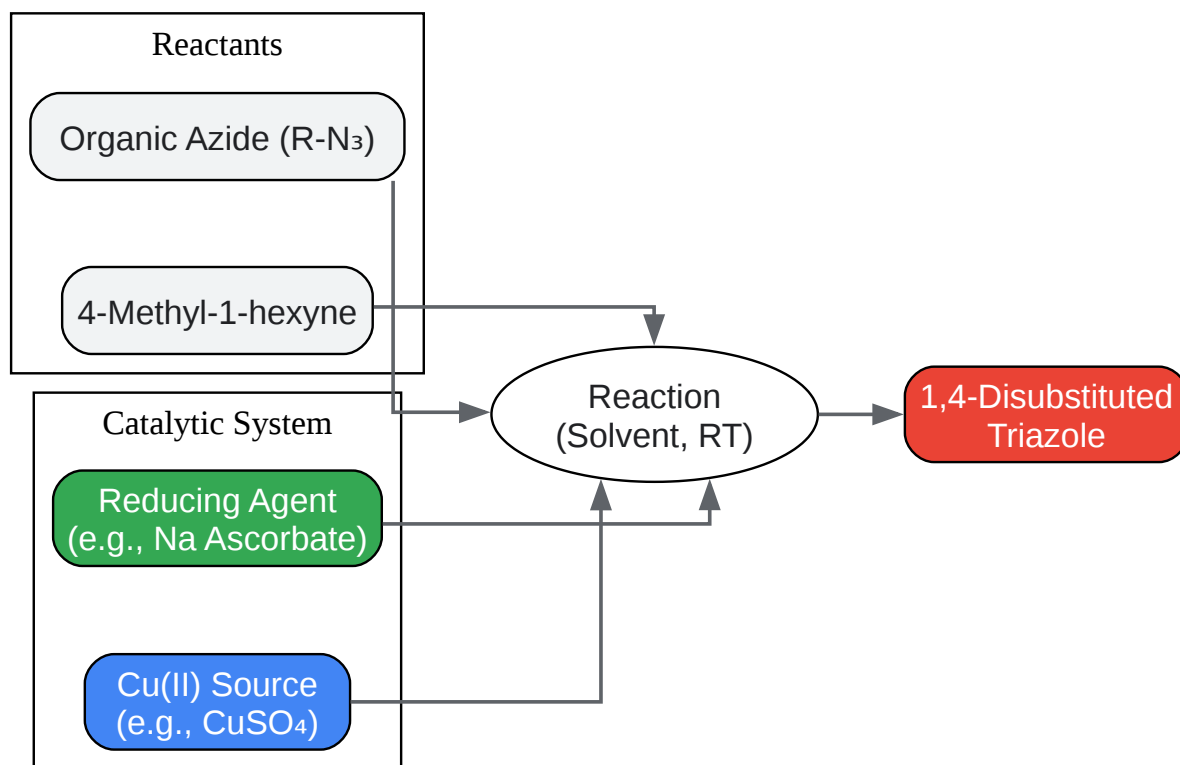 Reactants
Organic Azide (R-N₃)
4-Methyl-1-hexyne
Catalytic System
Reducing Agent
(e.g., Na Ascorbate)
Cu(II) Source
(e.g., CuSO₄)
Reaction
(Solvent, RT)
1,4-Disubstituted
Triazole